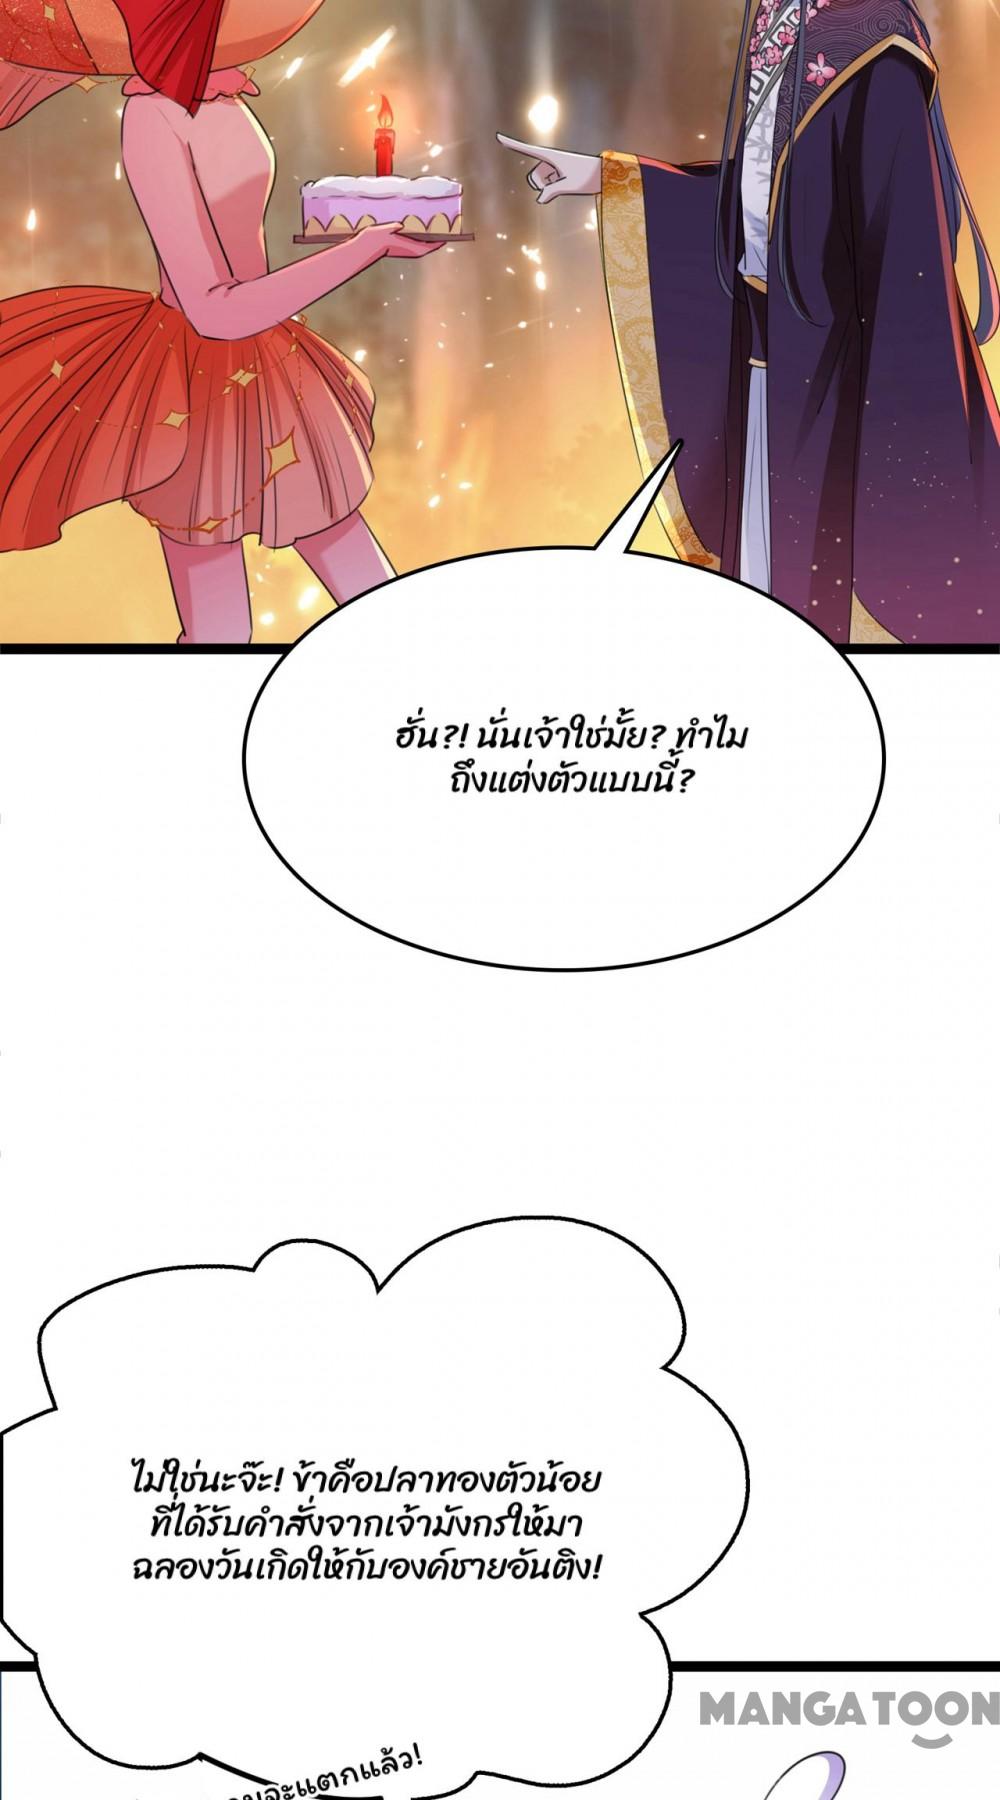 ฮั่น?! นั่นเจ้าใช่มั้ย? ทำไม
ถึงแต่งตัวแบบนี้?
ไม่ใช่นะจ๊ะ! ข้าคือปลาทองตัวน้อย
ที่ได้รับคำสั่งจากเจ้ามังกรให้มา
ฉลองวันเกิดให้กับองค์ชายอันติง!
MANGATOON
จะแตกแล้ว!